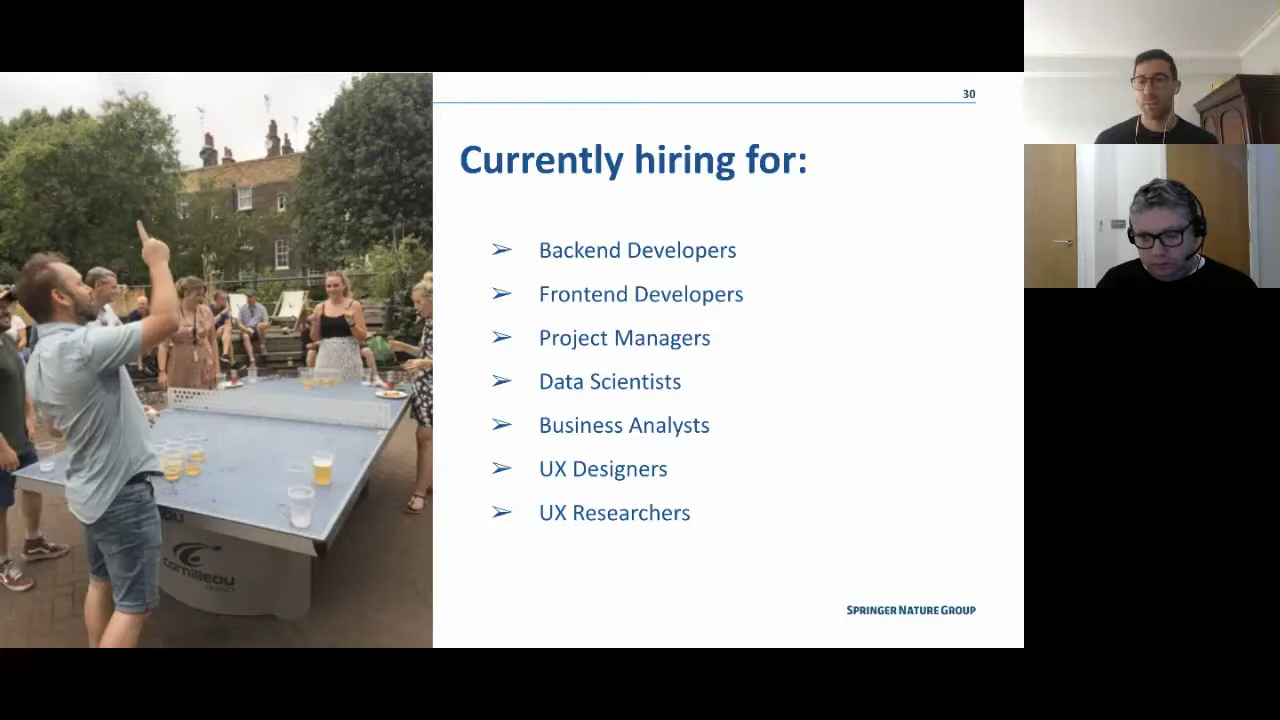 30
Currently hiring for:
➢ Backend Developers
➢ Frontend Developers
➢ Project Managers
➢ Data Scientists
➢ Business Analysts
➢ UX Designers
➢ UX Researchers
cornilleau
SPRINGER NATURE GROUP